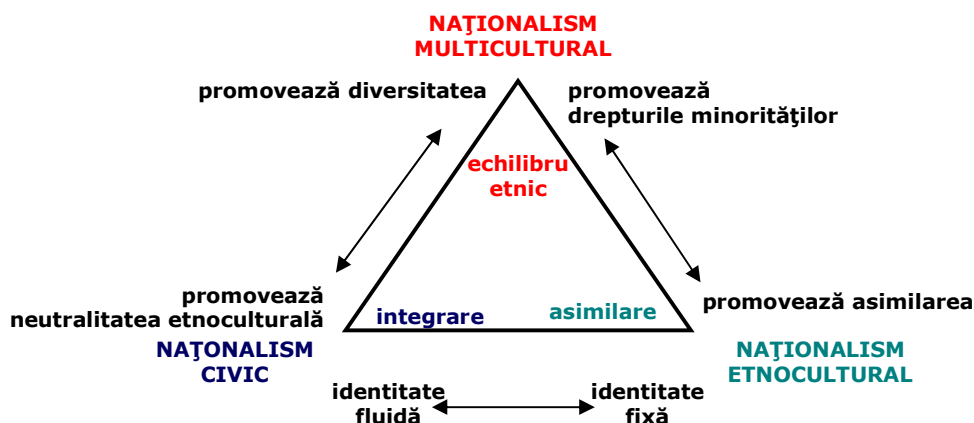 NAŢIONALISM
MULTICULTURAL
promovează diversitatea
promovează
drepturile minorităţilor
echilibru
etnic
promovează
neutralitatea etnoculturală
integrare
asimilare
promovează asimilarea
NAŢONALISM
CIVIC
NAŢIONALISM
ETNOCULTURAL
identitate
fluidă
identitate
fixă